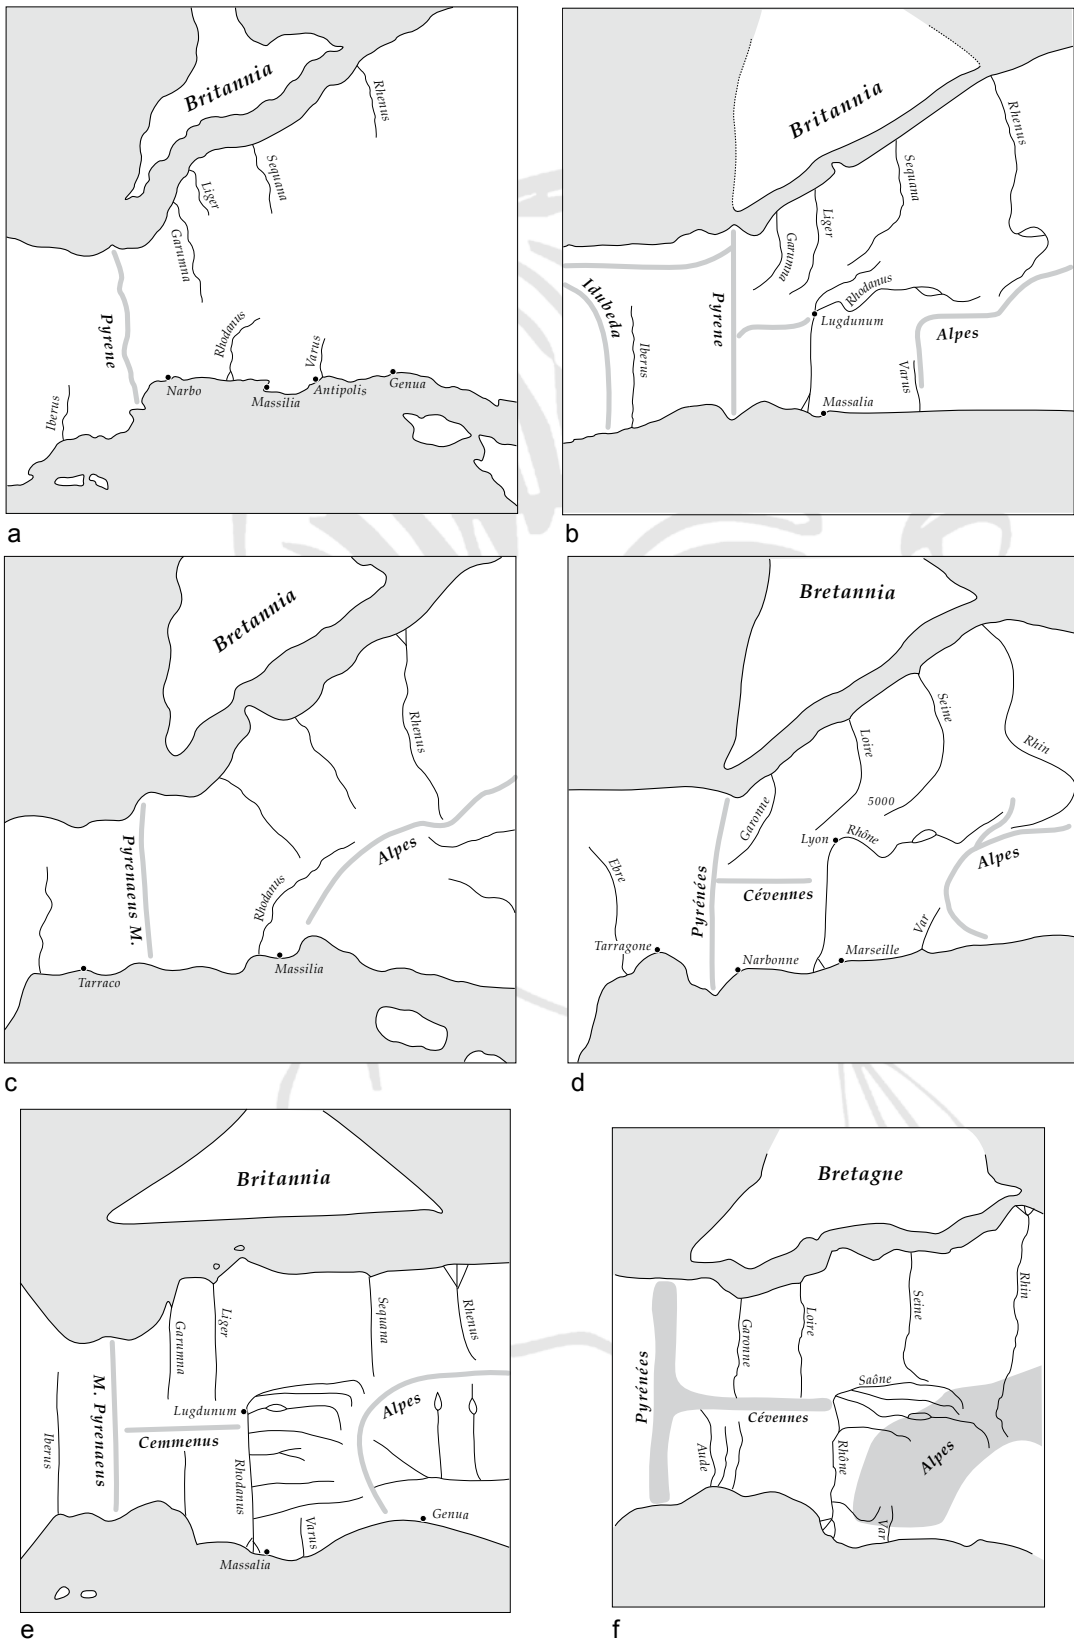 Britannia
Rhenus
Sequana
Liger
Garumna
Pyrene
Rhodanus
Varus
Narbo
Massilia
Antipolis
Genua
Iberus
a
Britannia
Rhenus
Sequana
Liger
Garunna
Idubeda
Pyrene
Rhodanus
Lugdunum
Alpes
Iberus
Varus
Massalia
b
Bretannia
Rhenus
Pyrenaeus M.
Alpes
Rhodanus
Massilia
Tarraco
c
Bretannia
Seine
Loire
Rhin
5000
Garonne
Lyon
Rhône
Alpes
Ebre
Pyrénées
Cévennes
Var
Tarragone
Narbonne
Marseille
d
Britannia
Liger
Garumna
Sequana
Rhenus
M. Pyrenaeus
Lugdunum
Alpes
Cemmenus
Iberus
Rhodanus
Varus
Genua
Massalia
e
Bretagne
Rhin
Seine
Loire
Garonne
Pyrénées
Saône
Cévennes
Aude
Rhône
Alpes
Var
f